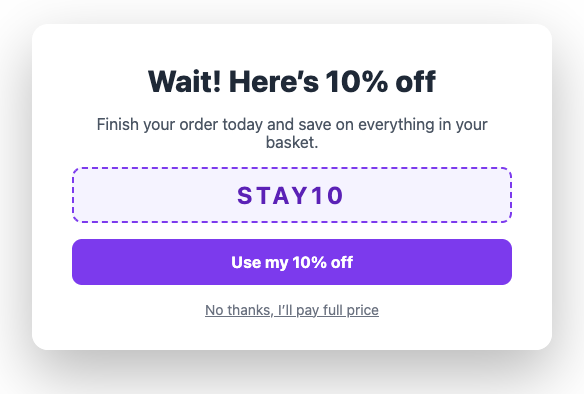 Wait! Here’s 10% off
Finish your order today and save on everything in your
basket.
STAY10
Use my 10% off
No thanks, I’ll pay full price